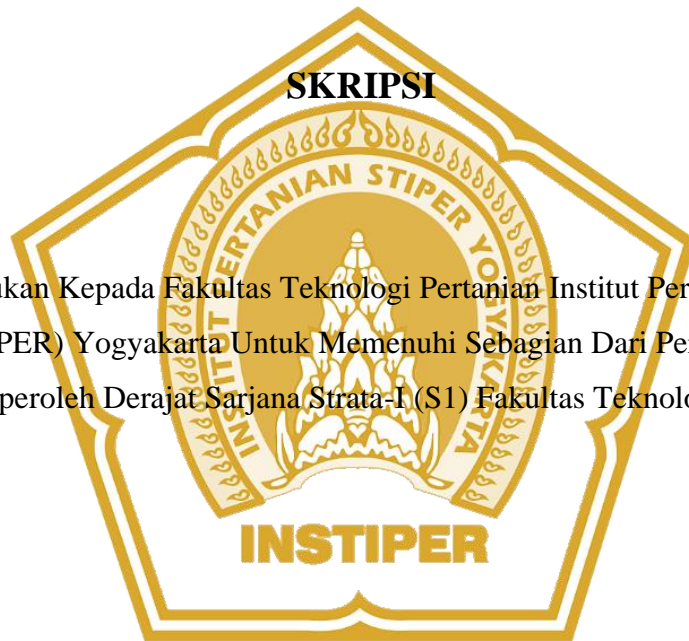 SKRIPSI
INSTITUT PERTANIAN STIPER YOGYAKARTA
ukan Kepada Fakultas Teknologi Pertanian Institut Per
PER) Yogyakarta Untuk Memenuhi Sebagian Dari Per
peroleh Derajat Sarjana Strata-I (S1) Fakultas Teknolo
INSTIPER